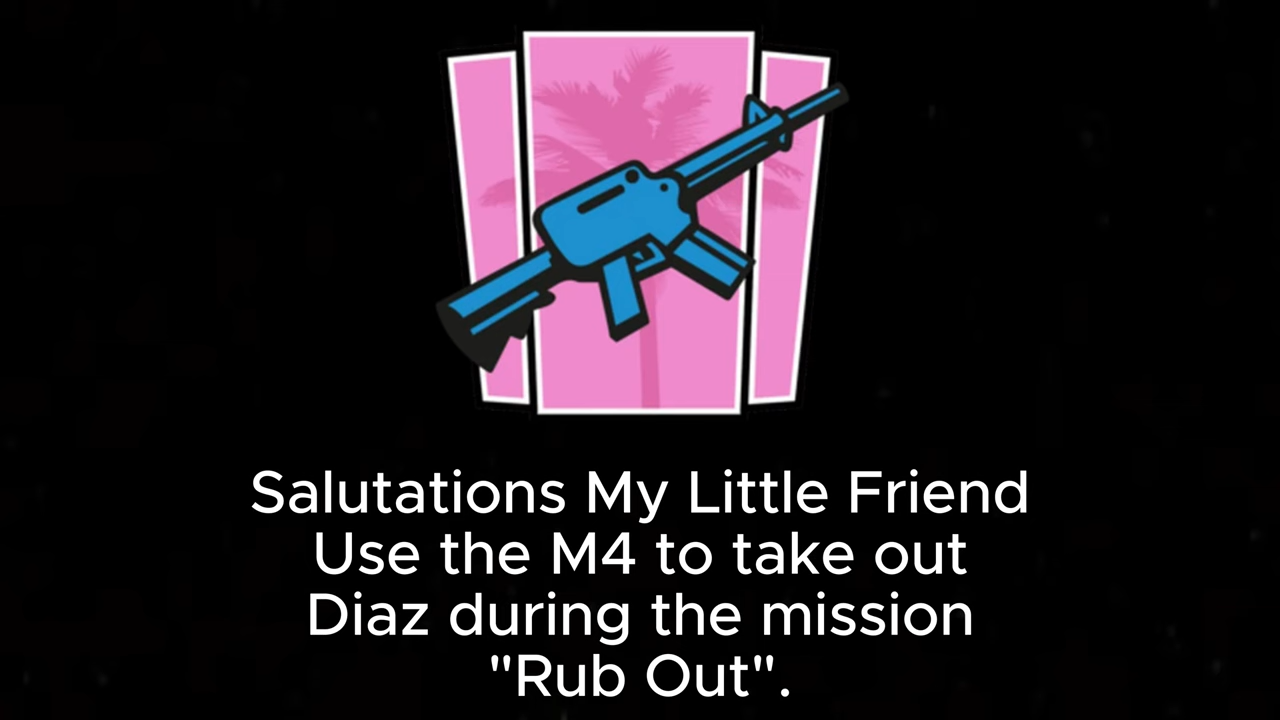 Salutations My Little Friend
Use the M4 to take out
Diaz during the mission
"Rub Out".